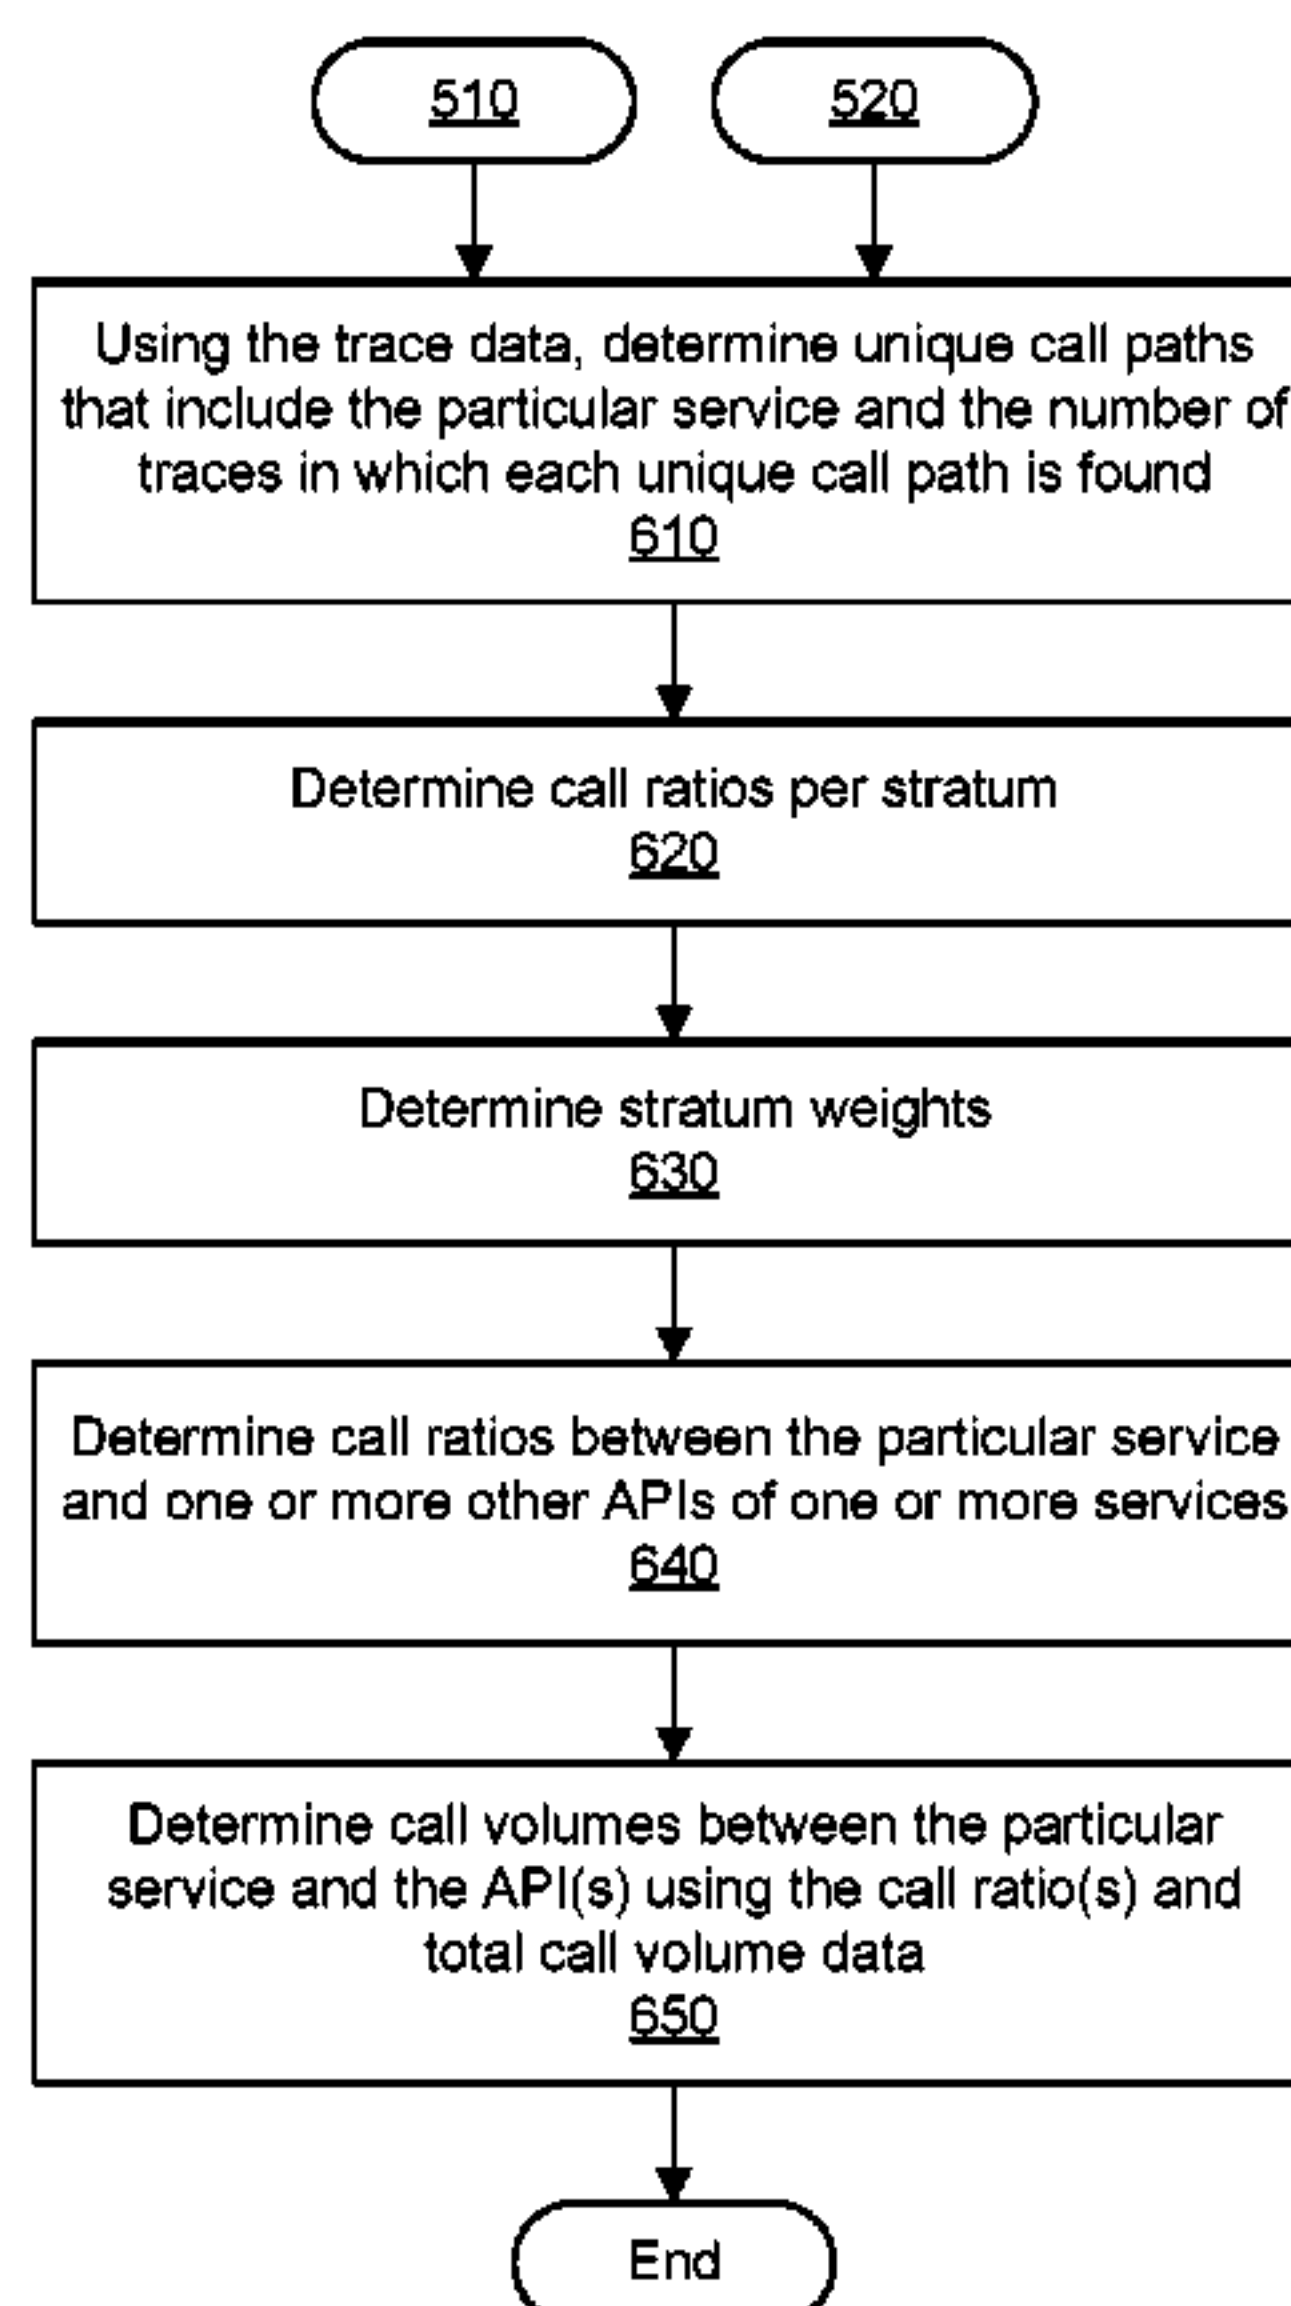 510
520
Using the trace data, determine unique call paths
that include the particular service and the number of
traces in which each unique call path is found
610
Determine call ratios per stratum
620
Determine stratum weights
630
Determine call ratios between the particular service
and one or more other APIs of one or more services
640
Determine call volumes between the particular
service and the API(s) using the call ratio(s) and
total call volume data
650
End